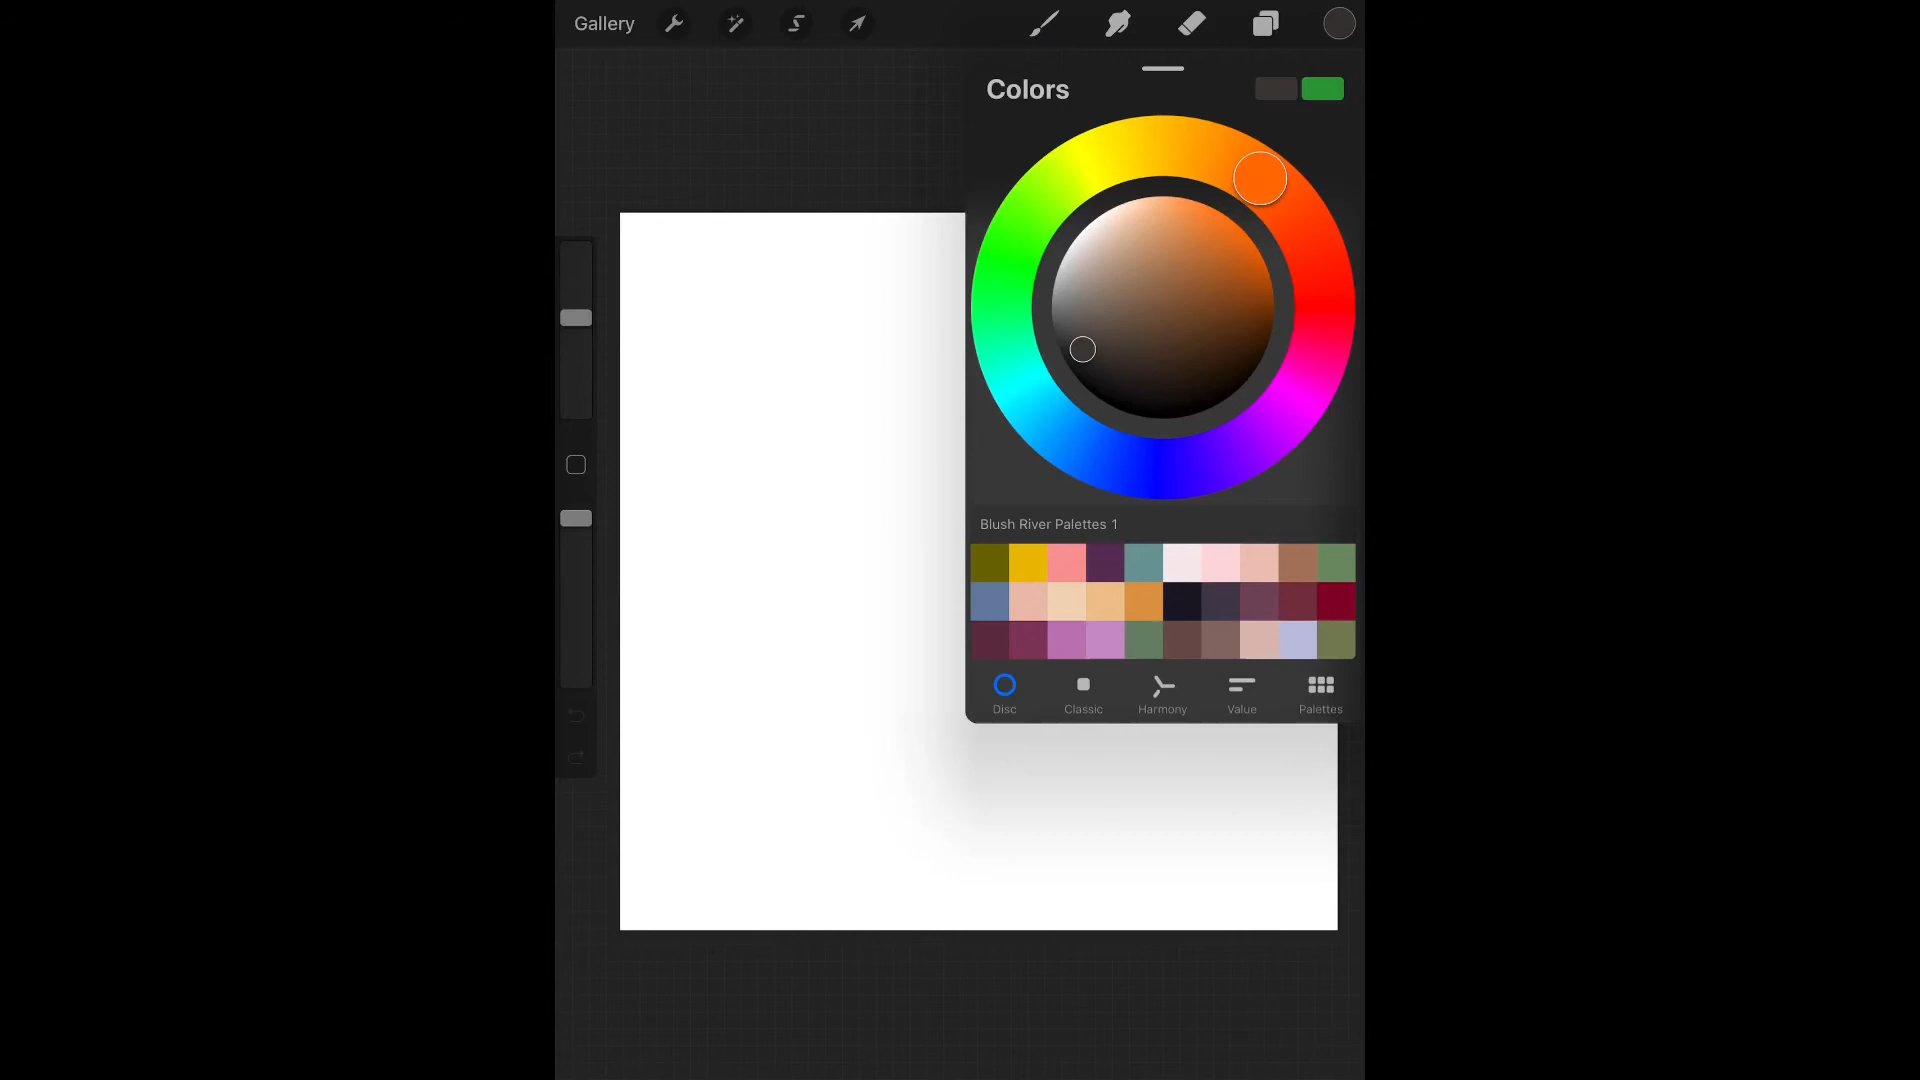 Gallery
Colors
Blush River Palettes 1
Disc
Classic
Harmony
Value
Palettes